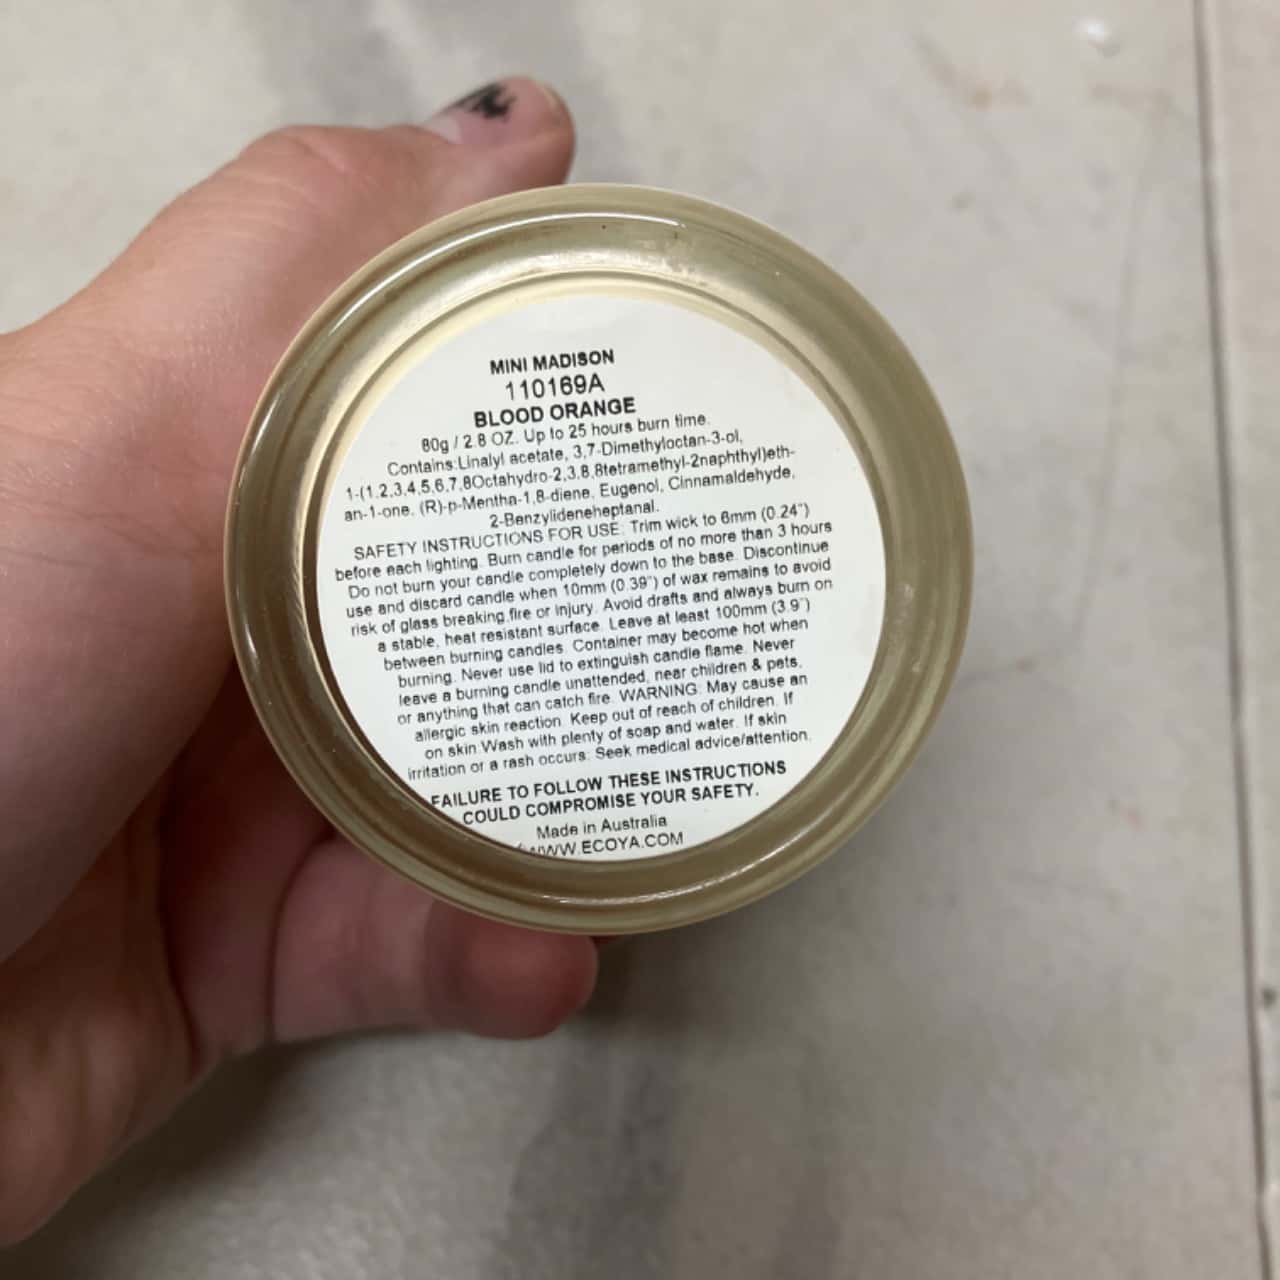 MINI MADISON
110169A
BLOOD ORANGE
80g / 2.8 OZ. Up to 25 hours burn time.
Contains:Linalyl acetate, 3,7-Dimethyloctan-3-ol,
1-(1,2,3,4,5,6,7,8Octahydro-2,3,8,8tetramethyl-2naphthyl)eth-
an-1-one, (R)-p-Mentha-1,8-diene, Eugenol, Cinnamaldehyde,
2-Benzylideneheptanal.
SAFETY INSTRUCTIONS FOR USE: Trim wick to 6mm (0.24")
before each lighting. Burn candle for periods of no more than 3 hours
Do not burn your candle completely down to the base. Discontinue
use and discard candle when 10mm (0.39") of wax remains to avoid
risk of glass breaking,fire or injury. Avoid drafts and always burn on
a stable, heat resistant surface. Leave at least 100mm (3.9")
between burning candles. Container may become hot when
burning. Never use lid to extinguish candle flame. Never
leave a burning candle unattended, near children & pets,
or anything that can catch fire. WARNING: May cause an
allergic skin reaction. Keep out of reach of children. If
on skin:Wash with plenty of soap and water. If skin
irritation or a rash occurs: Seek medical advice/attention.
FAILURE TO FOLLOW THESE INSTRUCTIONS
COULD COMPROMISE YOUR SAFETY.
Made in Australia
WWW.ECOYA.COM